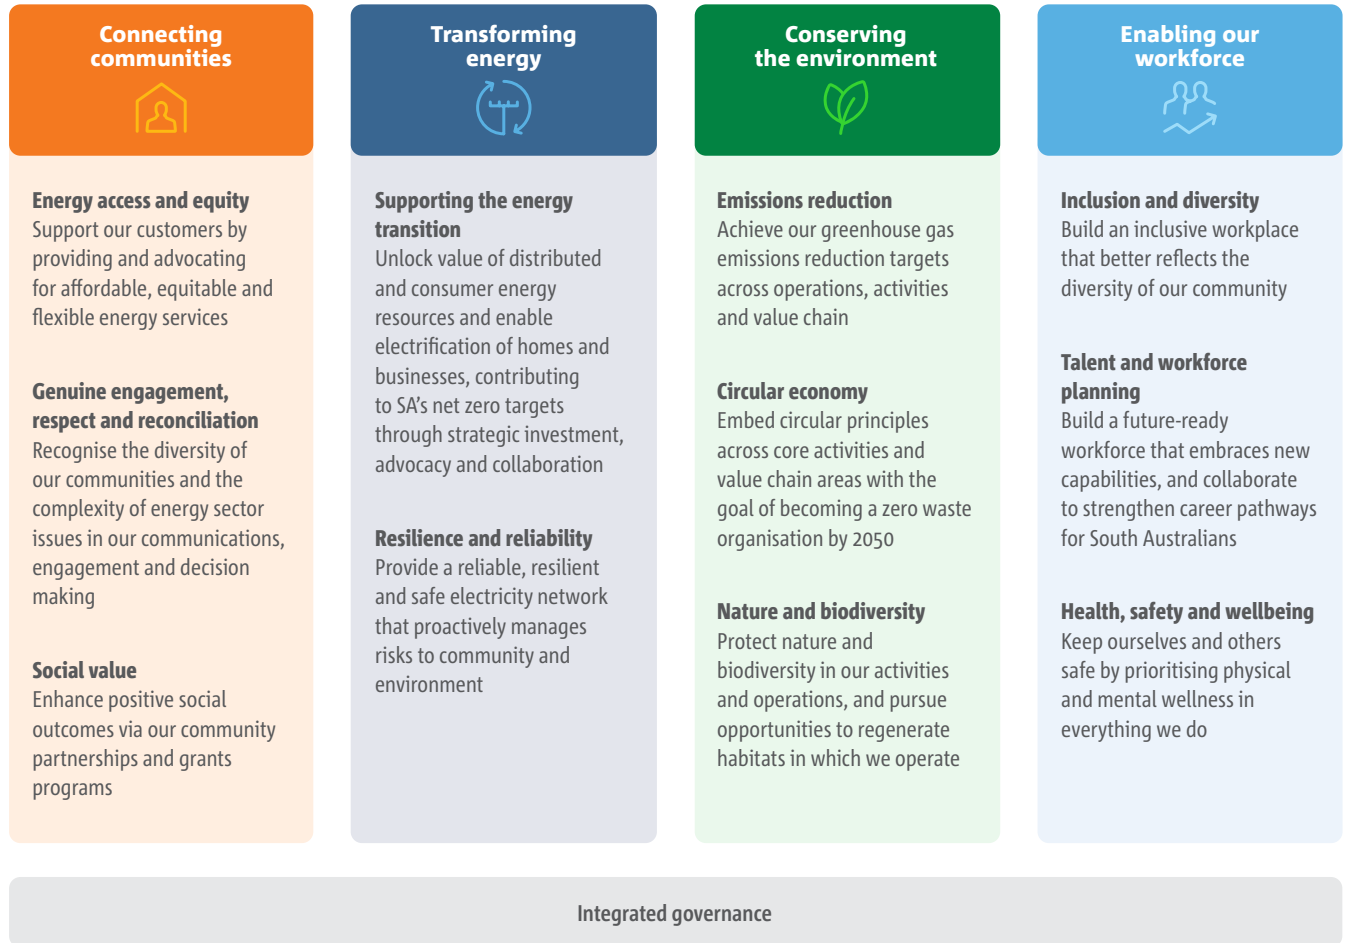 Connecting
communities
Energy access and equity
Support our customers by
providing and advocating
for affordable, equitable and
flexible energy services
Genuine engagement,
respect and reconciliation
Recognise the diversity of
our communities and the
complexity of energy sector
issues in our communications,
engagement and decision
making
Social value
Enhance positive social
outcomes via our community
partnerships and grants
programs
Transforming
energy
Supporting the energy
transition
Unlock value of distributed
and consumer energy
resources and enable
electrification of homes and
businesses, contributing
to SA's net zero targets
through strategic investment,
advocacy and collaboration
Resilience and reliability
Provide a reliable, resilient
and safe electricity network
that proactively manages
risks to community and
environment
Conserving
the environment
Emissions reduction
Achieve our greenhouse gas
emissions reduction targets
across operations, activities
and value chain
Circular economy
Embed circular principles
across core activities and
value chain areas with the
goal of becoming a zero waste
organisation by 2050
Nature and biodiversity
Protect nature and
biodiversity in our activities
and operations, and pursue
opportunities to regenerate
habitats in which we operate
Enabling our
workforce
Inclusion and diversity
Build an inclusive workplace
that better reflects the
diversity of our community
Talent and workforce
planning
Build a future-ready
workforce that embraces new
capabilities, and collaborate
to strengthen career pathways
for South Australians
Health, safety and wellbeing
Keep ourselves and others
safe by prioritising physical
and mental wellness in
everything we do
Integrated governance